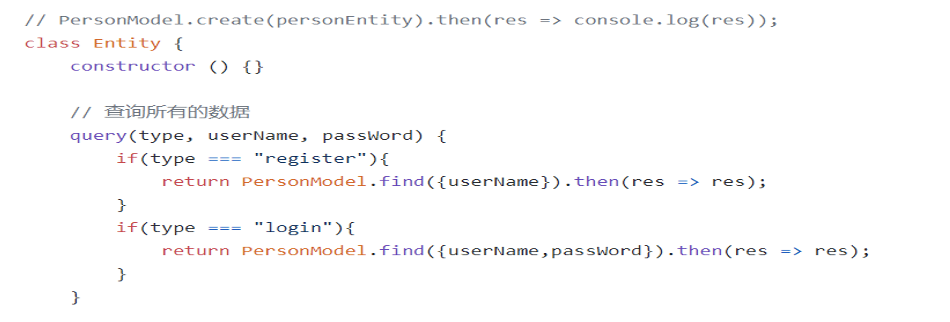 // PersonModel.create(personEntity).then(res => console.log(res));
class Entity {
    constructor () {}

    // 查询所有的数据
    query(type, userName, passWord) {
        if(type === "register"){
            return PersonModel.find({userName}).then(res => res);
        }
        if(type === "login"){
            return PersonModel.find({userName,passWord}).then(res => res);
        }
    }